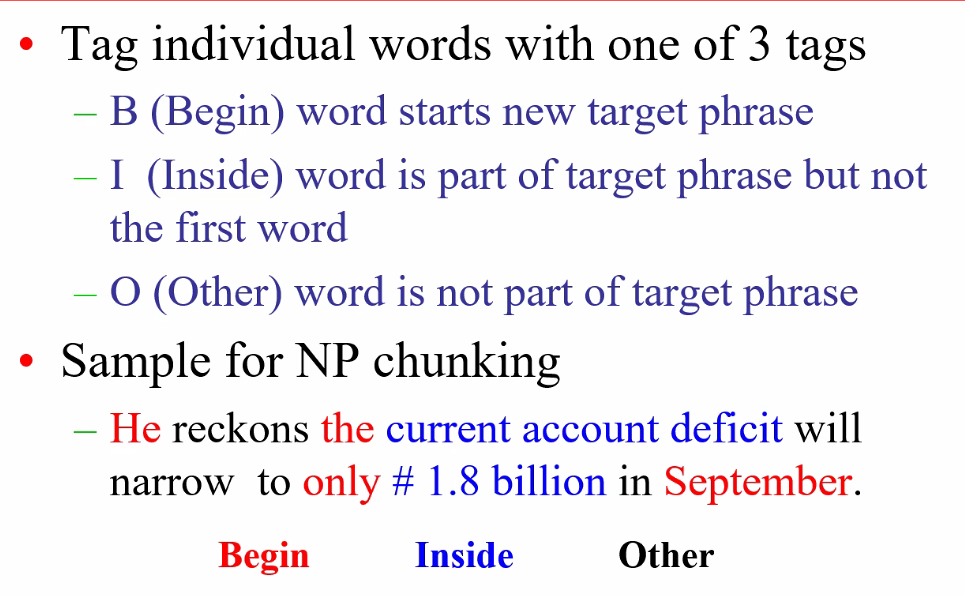 • Tag individual words with one of 3 tags
– B (Begin) word starts new target phrase
– I (Inside) word is part of target phrase but not
the first word
– O (Other) word is not part of target phrase
• Sample for NP chunking
– He reckons the current account deficit will
narrow to only # 1.8 billion in September.
Begin Inside Other